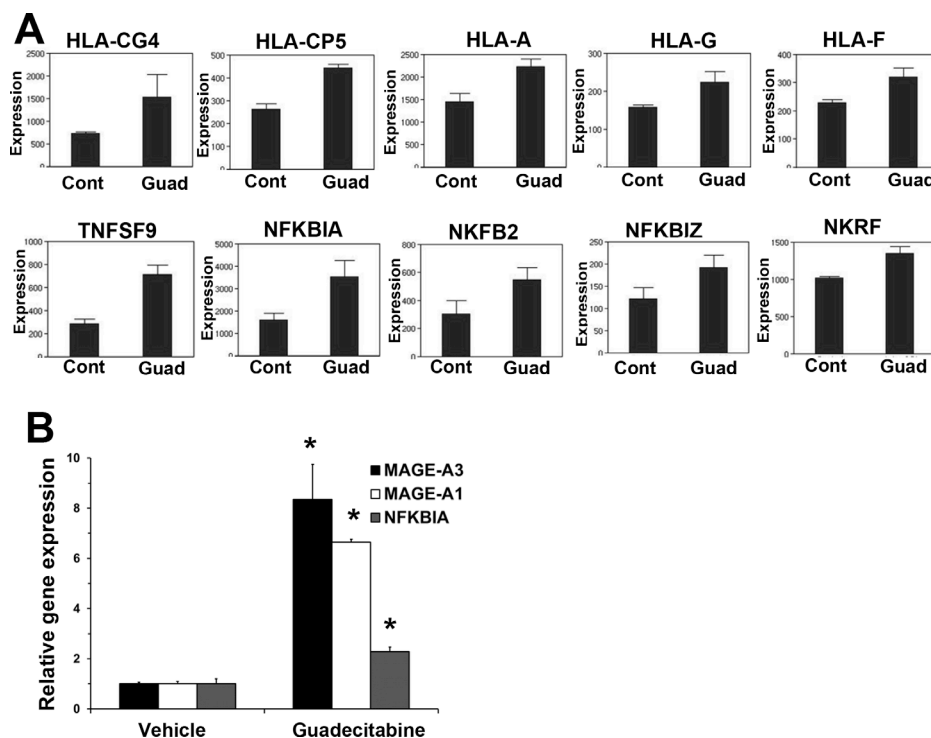 A
HLA-CG4 HLA-CP5 HLA-A HLA-G HLA-F
Expression 2500 2000 1500 1000 500 0 Cont Guad
Expression 600 400 300 200 100 0 Cont Guad
Expression 2500 2000 1500 1000 500 0 Cont Guad
Expression 300 200 100 0 Cont Guad
Expression 400 300 200 100 0 Cont Guad
TNFSF9 NFKBIA NKFB2 NFKBIZ NKRF
Expression 1000 800 600 400 200 0 Cont Guad
Expression 5000 4000 3000 2000 1000 0 Cont Guad
Expression 800 600 400 200 0 Cont Guad
Expression 250 200 150 100 50 0 Cont Guad
Expression 1500 1000 500 0 Cont Guad
B
Relative gene expression
10
8
6
4
2
0
* * *
MAGE-A3
MAGE-A1
NFKBIA
Vehicle Guadecitabine